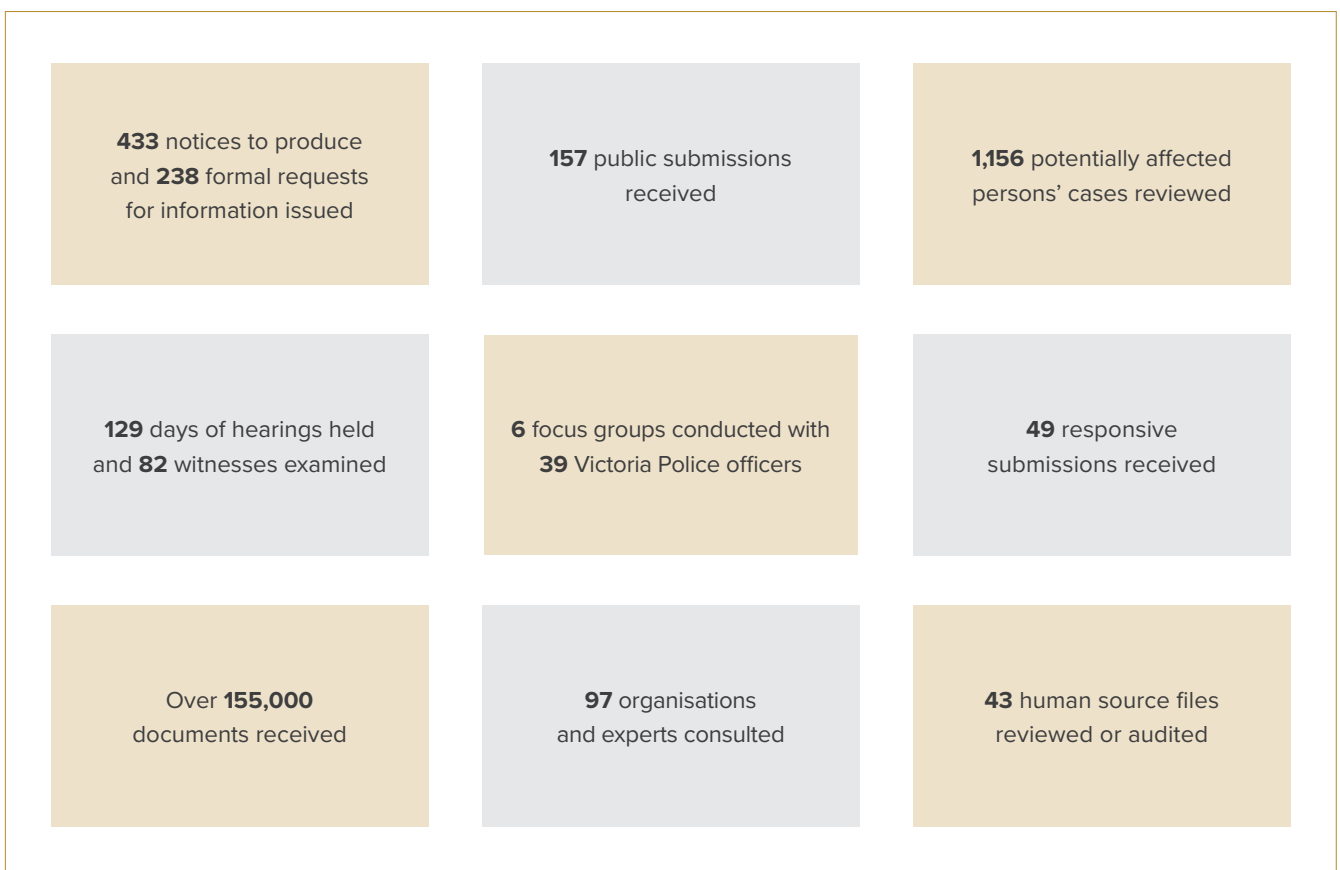 433 notices to produce
and 238 formal requests
for information issued
157 public submissions
received
1,156 potentially affected
persons’ cases reviewed
129 days of hearings held
and 82 witnesses examined
6 focus groups conducted with
39 Victoria Police officers
49 responsive
submissions received
Over 155,000
documents received
97 organisations
and experts consulted
43 human source files
reviewed or audited